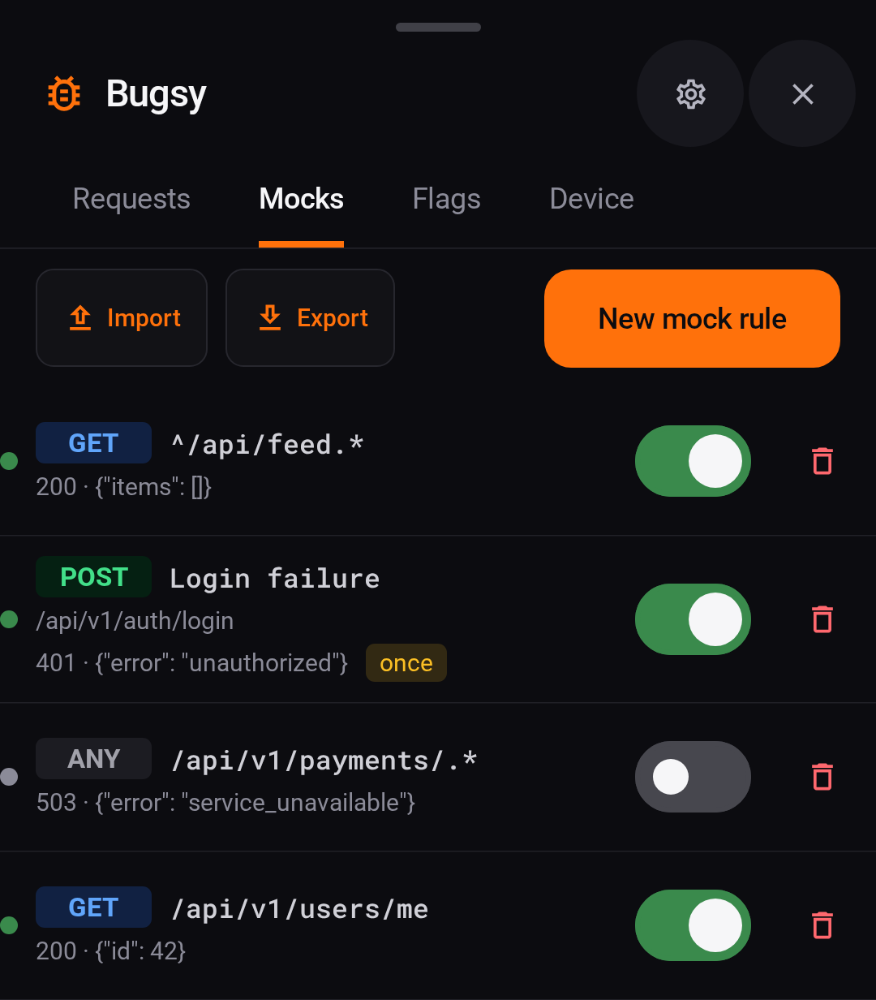 Bugsy
Requests Mocks Flags Device
Import Export New mock rule
GET ^/api/feed.*
200 · {"items": []}
POST Login failure
/api/v1/auth/login
401 · {"error": "unauthorized"} once
ANY /api/v1/payments/.*
503 · {"error": "service_unavailable"}
GET /api/v1/users/me
200 · {"id": 42}